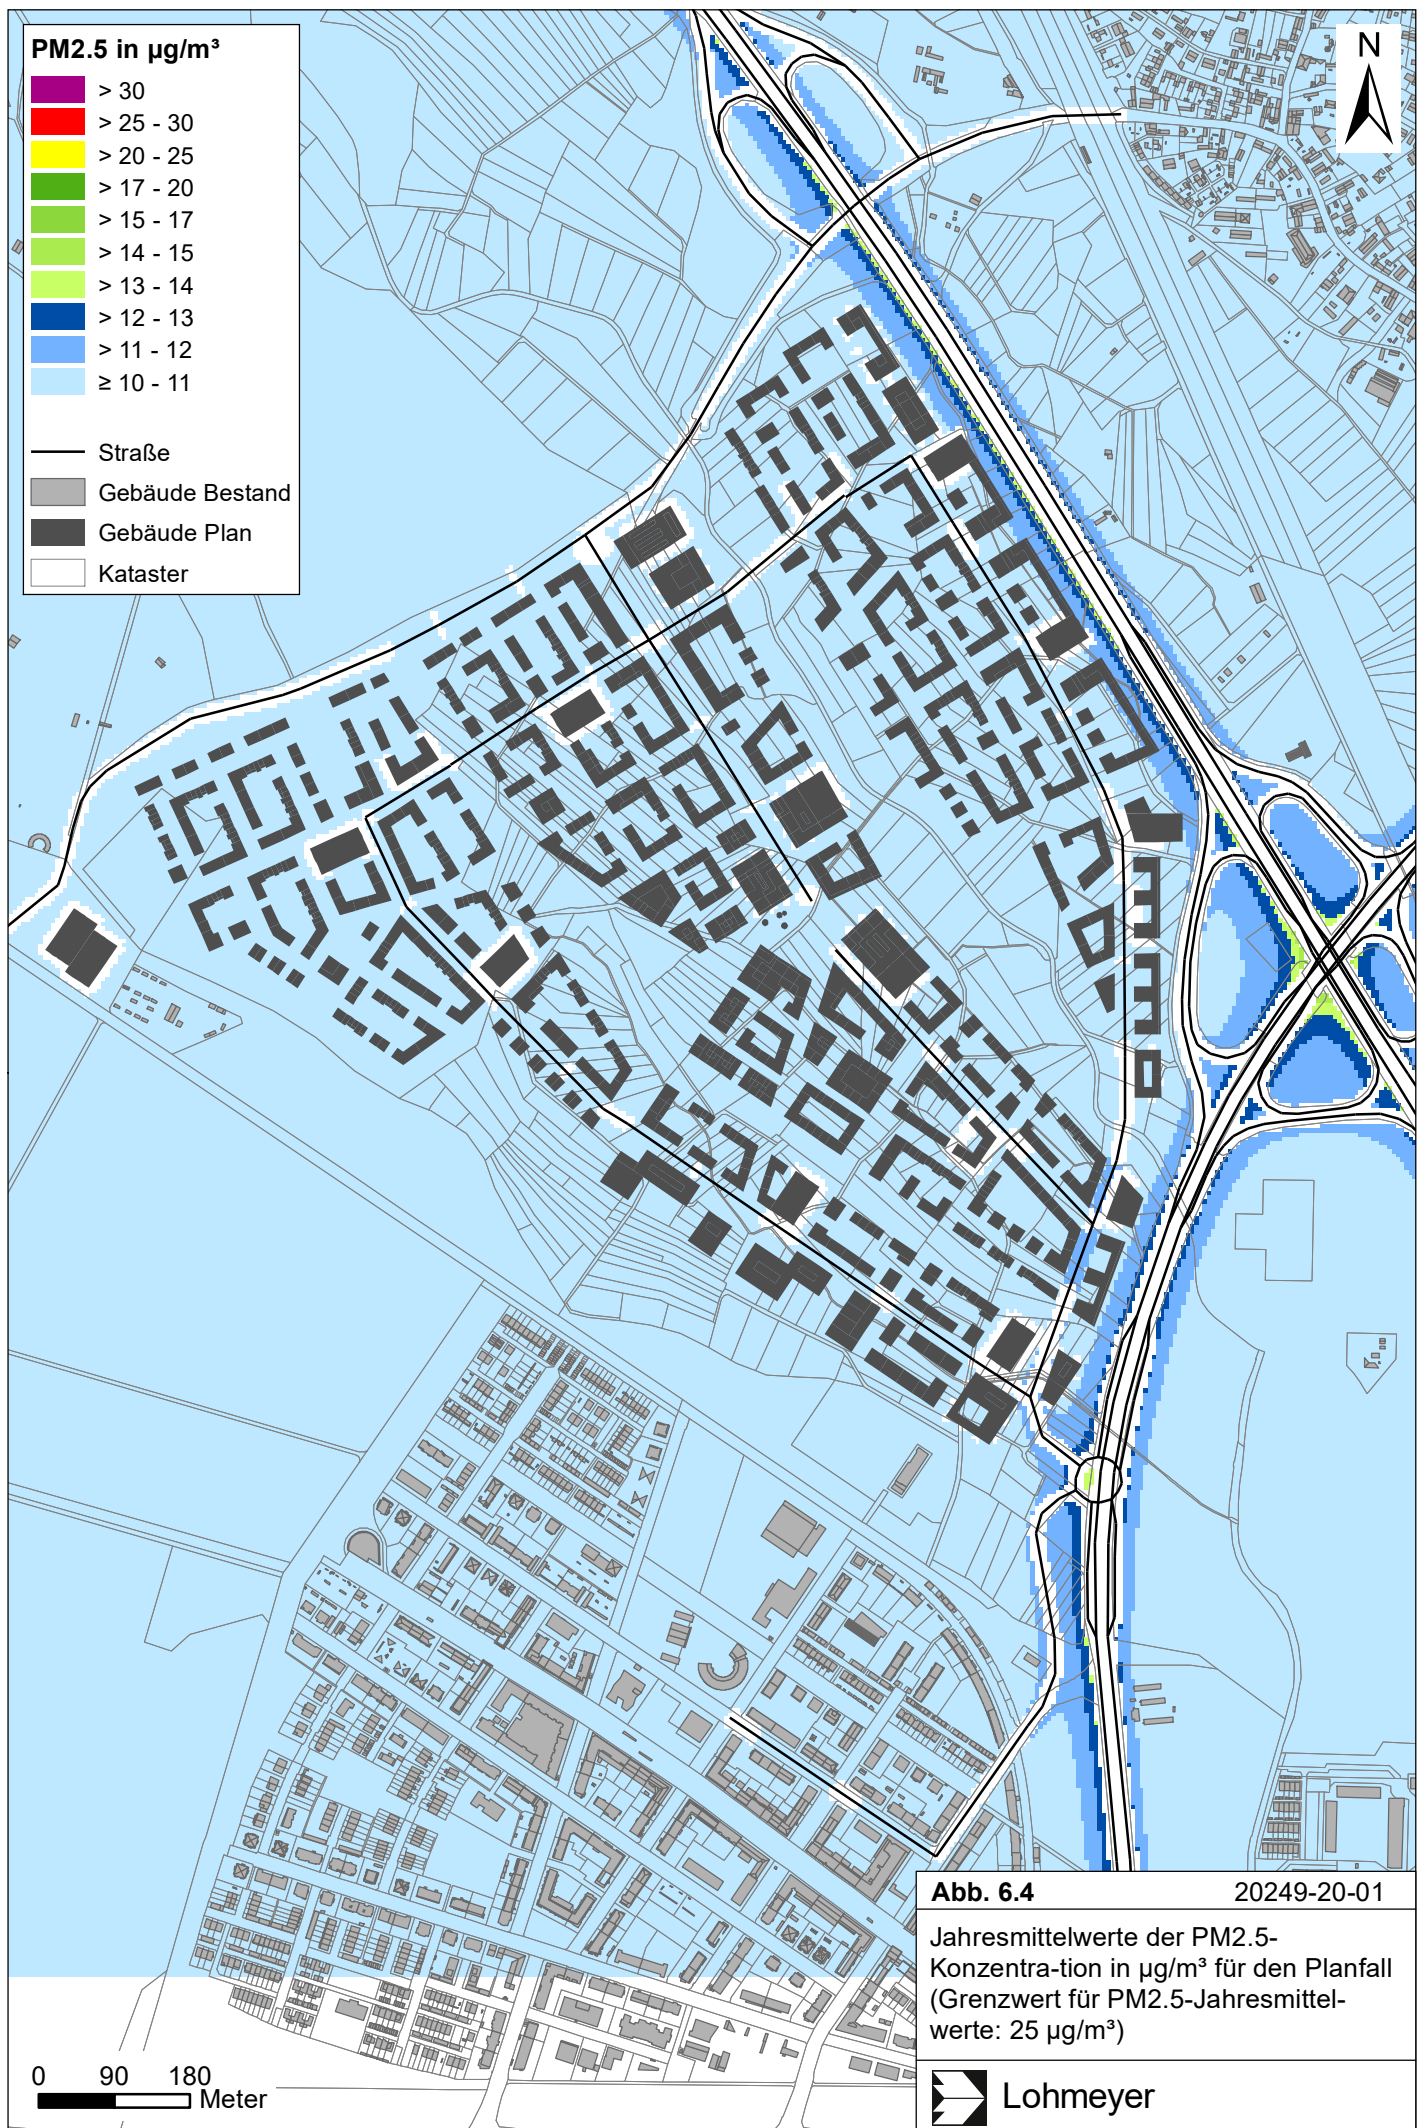 PM2.5 in µg/m³
> 30
> 25 - 30
> 20 - 25
> 17 - 20
> 15 - 17
> 14 - 15
> 13 - 14
> 12 - 13
> 11 - 12
≥ 10 - 11
Straße
Gebäude Bestand
Gebäude Plan
Kataster
N
0 90 180
Meter
Abb. 6.4 20249-20-01
Jahresmittelwerte der PM2.5-
Konzentra-tion in µg/m³ für den Planfall
(Grenzwert für PM2.5-Jahresmittel-
werte: 25 µg/m³)
Lohmeyer